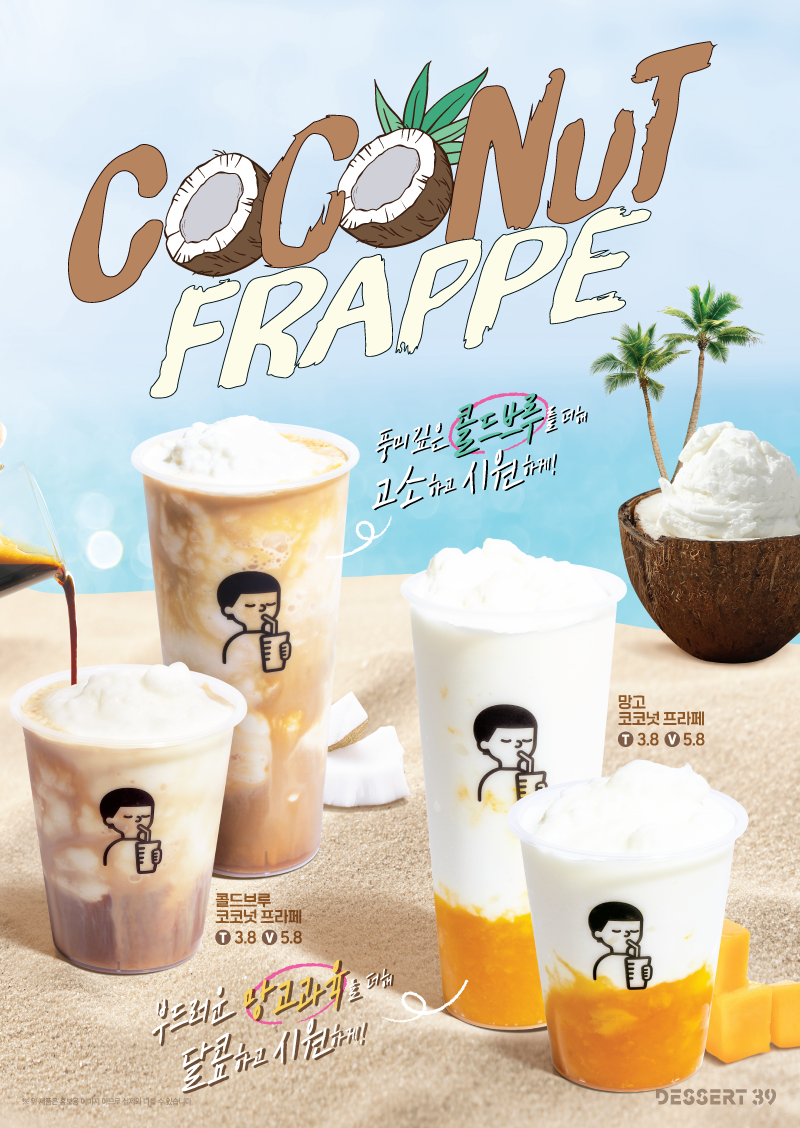 COCONUT
FRAPPE
풍미 깊은 콜드브루를 더해
고소하고 시원하게!
망고
코코넛 프라페
T 3.8 V 5.8
콜드브루
코코넛 프라페
T 3.8 V 5.8
부드러운 망고과육을 더해
달콤하고 시원하게!
DESSERT 39